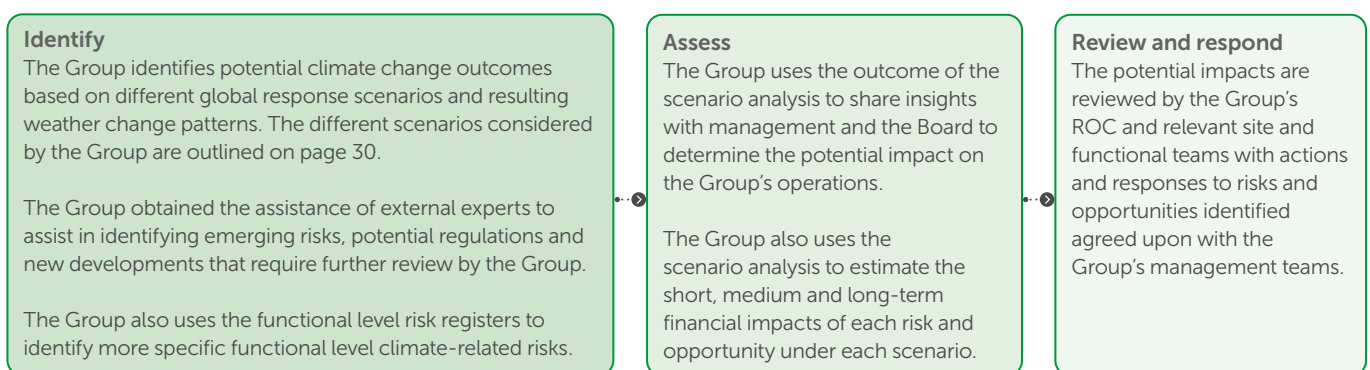 Identify
The Group identifies potential climate change outcomes
based on different global response scenarios and resulting
weather change patterns. The different scenarios considered
by the Group are outlined on page 30.
The Group obtained the assistance of external experts to
assist in identifying emerging risks, potential regulations and
new developments that require further review by the Group.
The Group also uses the functional level risk registers to
identify more specific functional level climate-related risks.
Assess
The Group uses the outcome of the
scenario analysis to share insights
with management and the Board to
determine the potential impact on
the Group's operations.
The Group also uses the
scenario analysis to estimate the
short, medium and long-term
financial impacts of each risk and
opportunity under each scenario.
Review and respond
The potential impacts are
reviewed by the Group's
ROC and relevant site and
functional teams with actions
and responses to risks and
opportunities identified
agreed upon with the
Group's management teams.